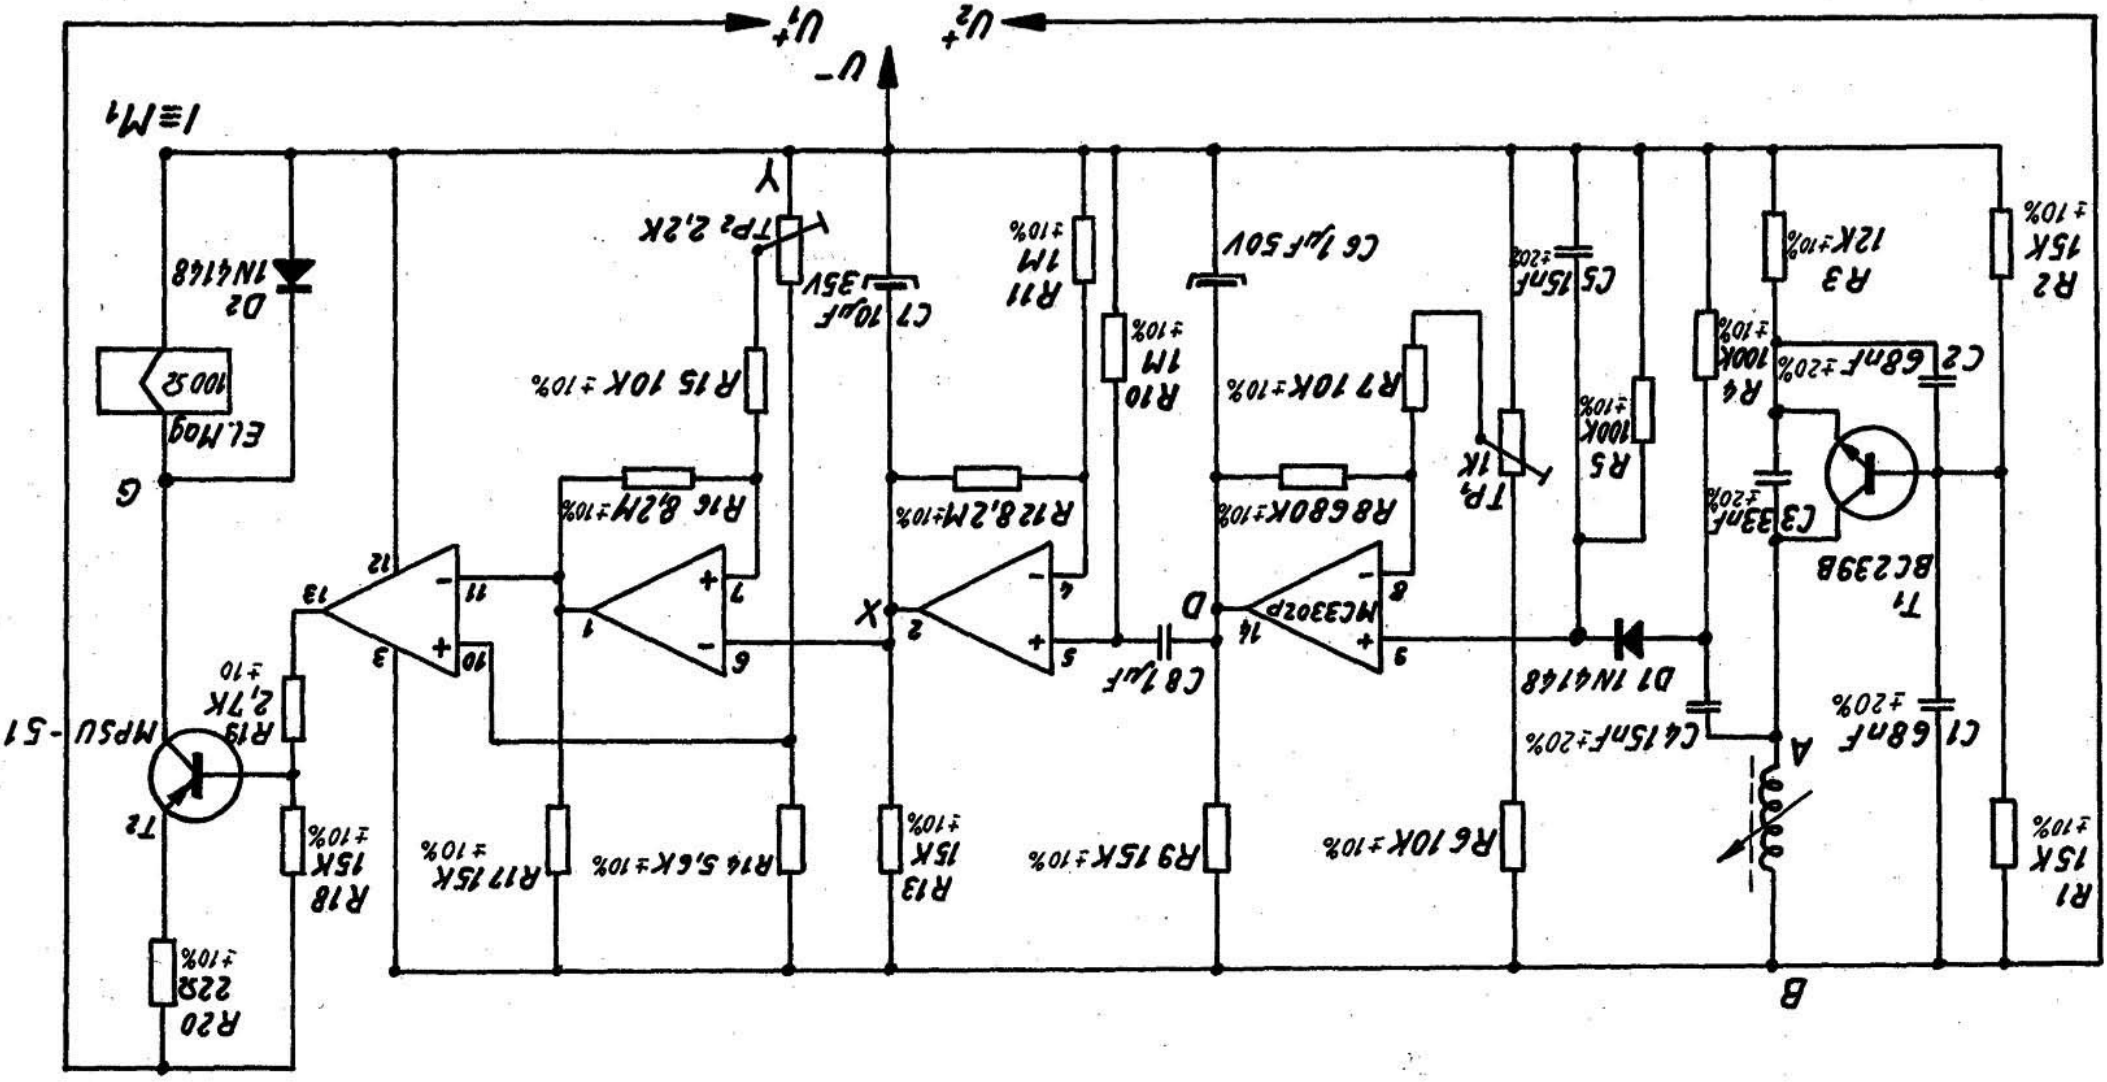 B
R20
22Ω
±10%
R1
15K
±10%
R6 10K ±10%
R9 15K ±10%
R13
15K
±10%
R14 5,6K ±10%
R17 15K
±10%
R18
15K
±10%
T2
C1 68nF
±20%
A
C4 15nF ±20%
D1 1N4148
C8 1µF
R19
2,7K
±10
MPSU-51
T1
BC239B
9
+
8
-
MC3302P
14
D
5
+
4
-
2
X
6
-
7
+
1
10
+
11
-
3
12
13
C3
33nF
±20%
TP1
1K
R8 680K ±10%
R12 8,2M ±10%
R16 8,2M ±10%
G
R5
100K
±10%
El.Mag
100Ω
C2
68nF ±20%
R4
100K
±10%
R7 10K ±10%
R10
1M
±10%
R15 10K ±10%
R2
15K
±10%
R3
12K ±10%
C5 15nF
±20%
C6 1µF 50V
R11
1M
±10%
C7 10µF
35V
TP2 2,2K
Y
D2
1N4148
I≡M1
U-
U2+
U1+